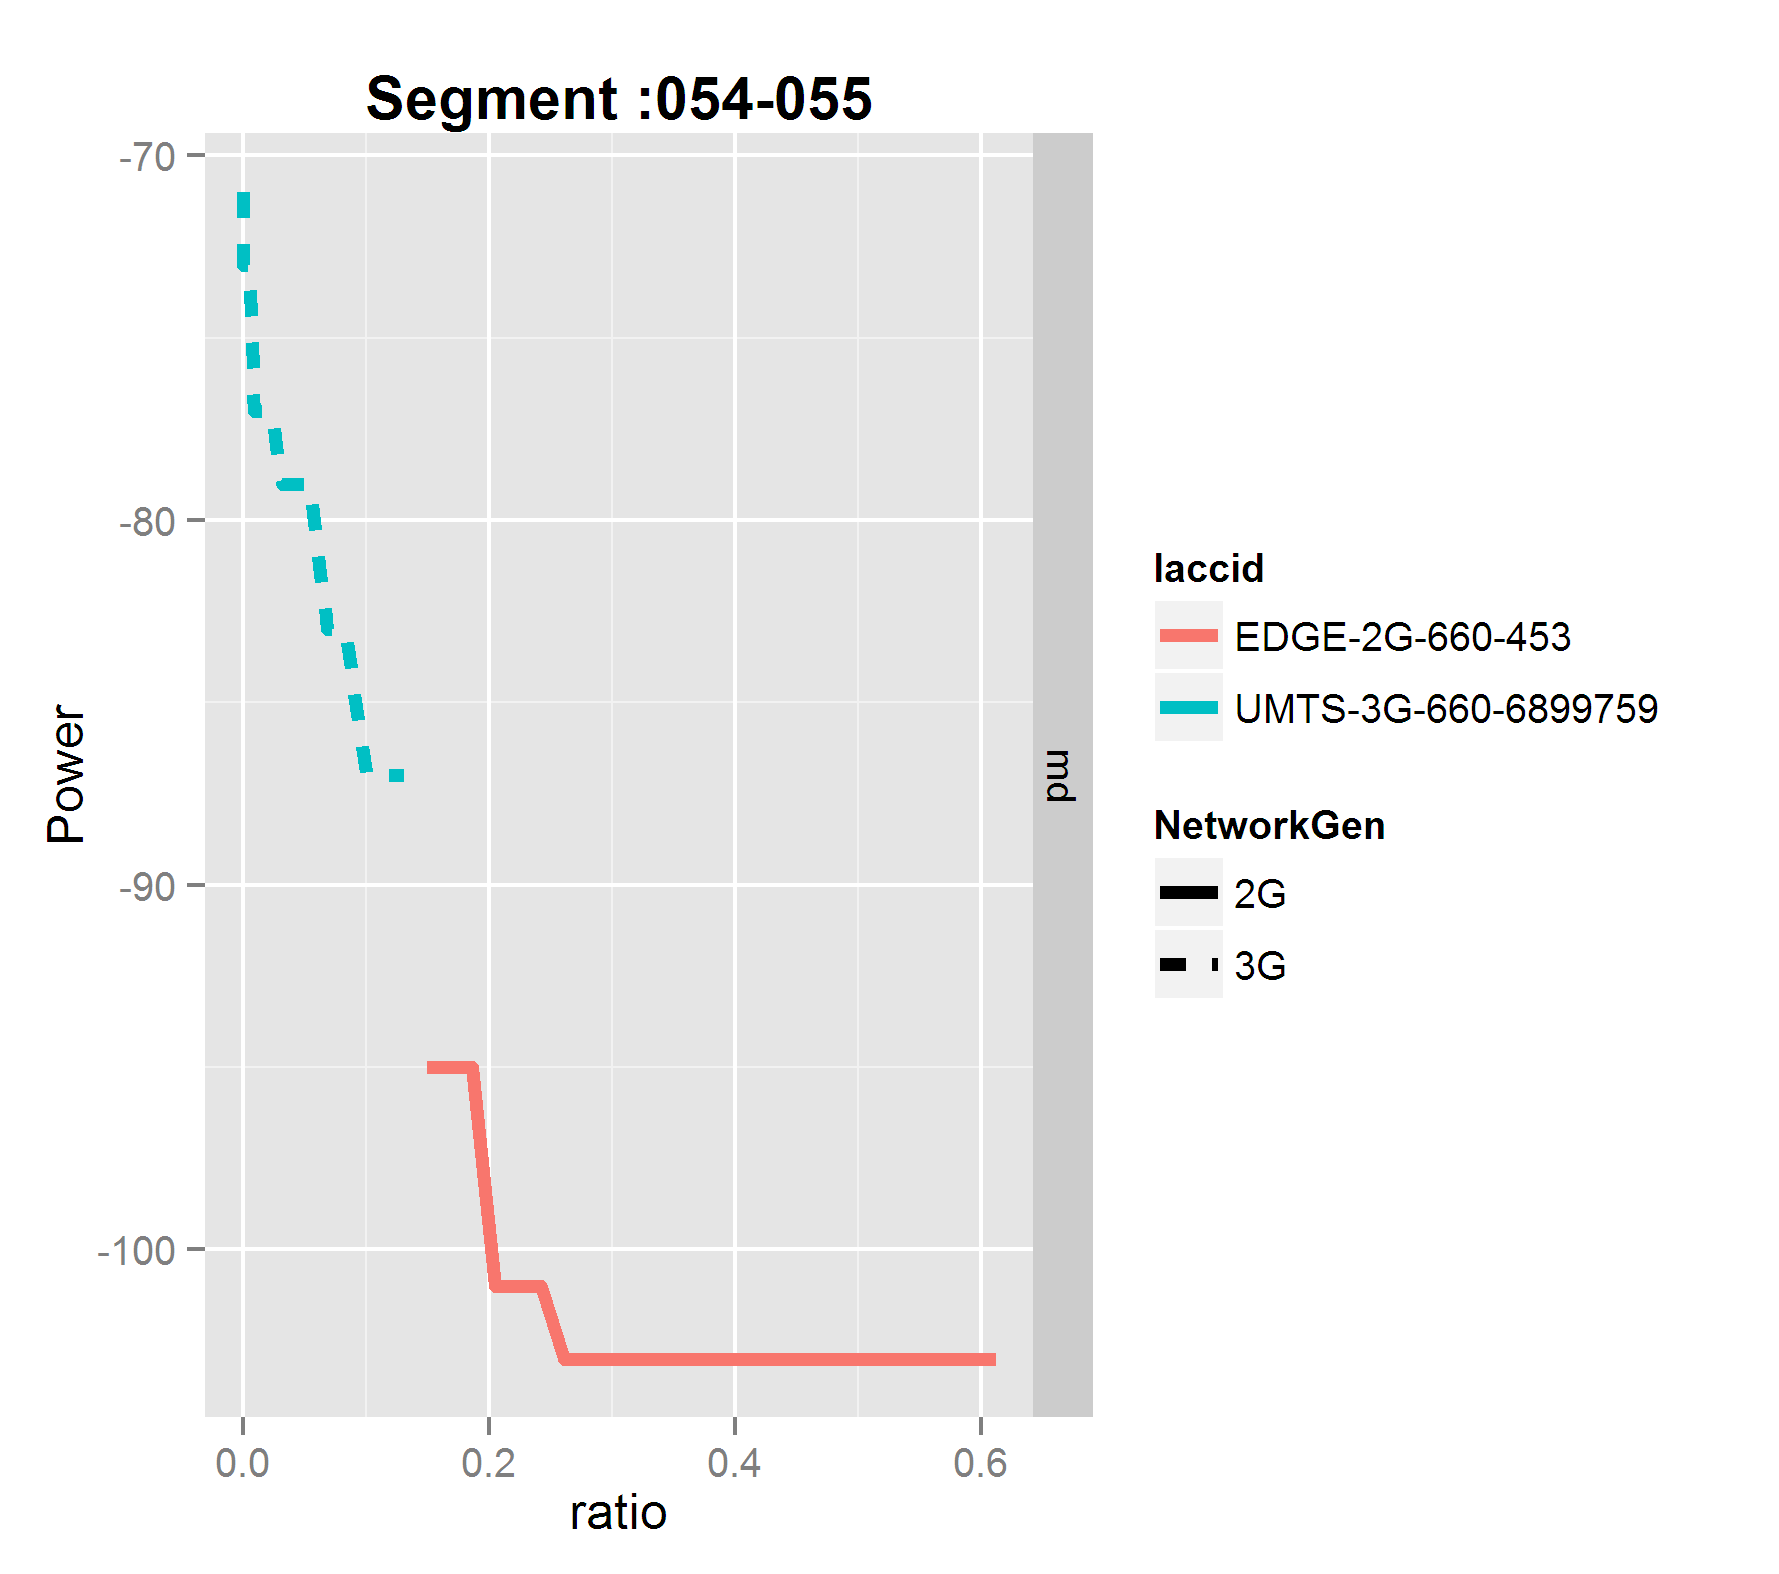 Segment :054-055
-70
-80
-90
-100
Power
0.0 0.2 0.4 0.6
ratio
pm
laccid
EDGE-2G-660-453
UMTS-3G-660-6899759
NetworkGen
2G
3G